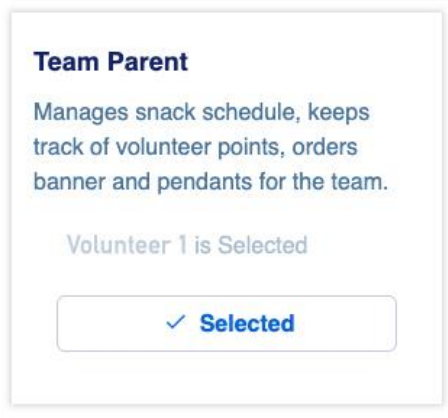 Team Parent
Manages snack schedule, keeps
track of volunteer points, orders
banner and pendants for the team.
Volunteer 1 is Selected
✓ Selected